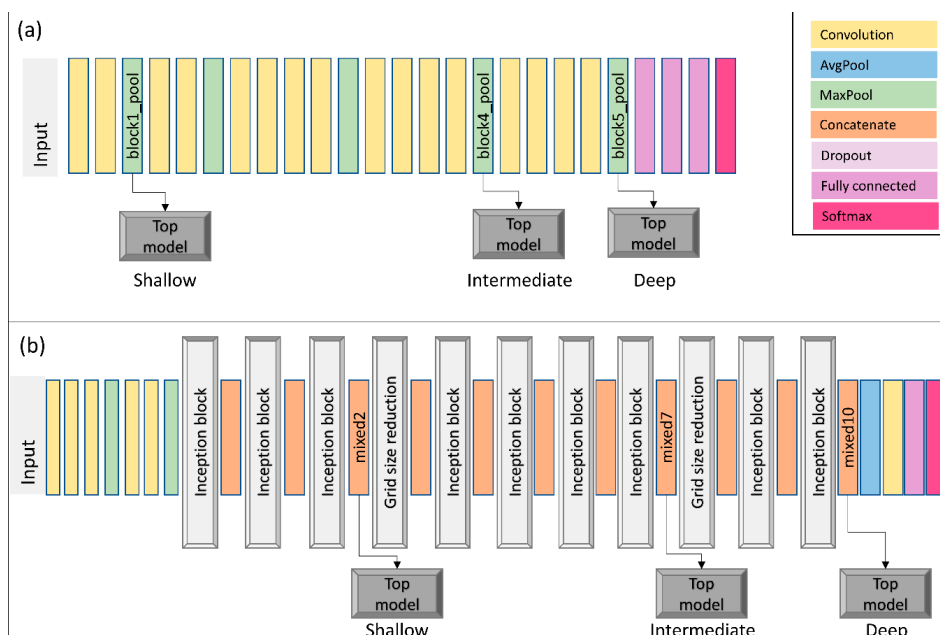 (a)
Input
block1_pool
block4_pool
block5_pool
Top
model
Shallow
Top
model
Intermediate
Top
model
Deep
Convolution
AvgPool
MaxPool
Concatenate
Dropout
Fully connected
Softmax
(b)
Input
Inception block
Inception block
Inception block
mixed2
Grid size reduction
Inception block
Inception block
Inception block
Inception block
mixed7
Grid size reduction
Inception block
Inception block
mixed10
Top
model
Shallow
Top
model
Intermediate
Top
model
Deep